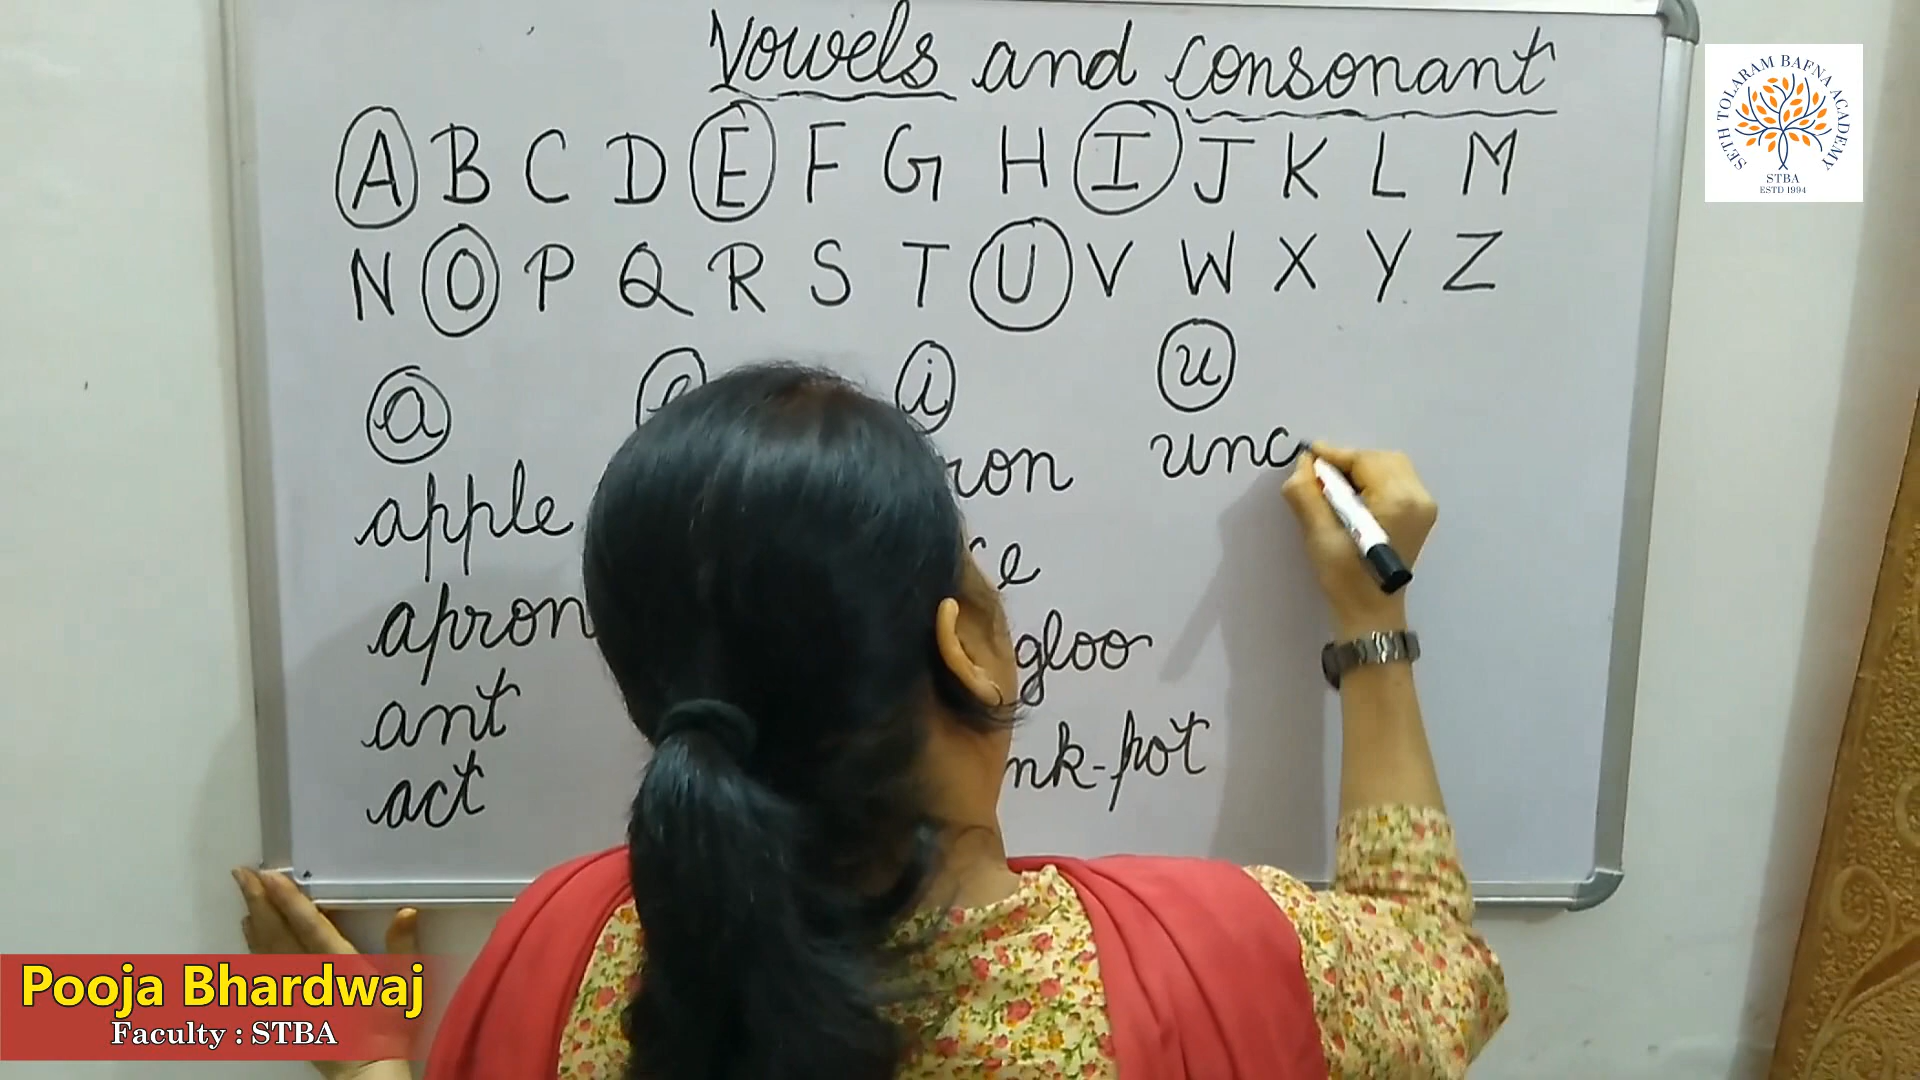 Vowels and consonant
A B C D E F G H I J K L M
N O P Q R S T U V W X Y Z
a i u
apple
apron
ant
act
ron
ce
gloo
nk-pot
unc
SETH TOLARAM BAFNA ACADEMY
STBA
ESTD 1994
Pooja Bhardwaj
Faculty : STBA